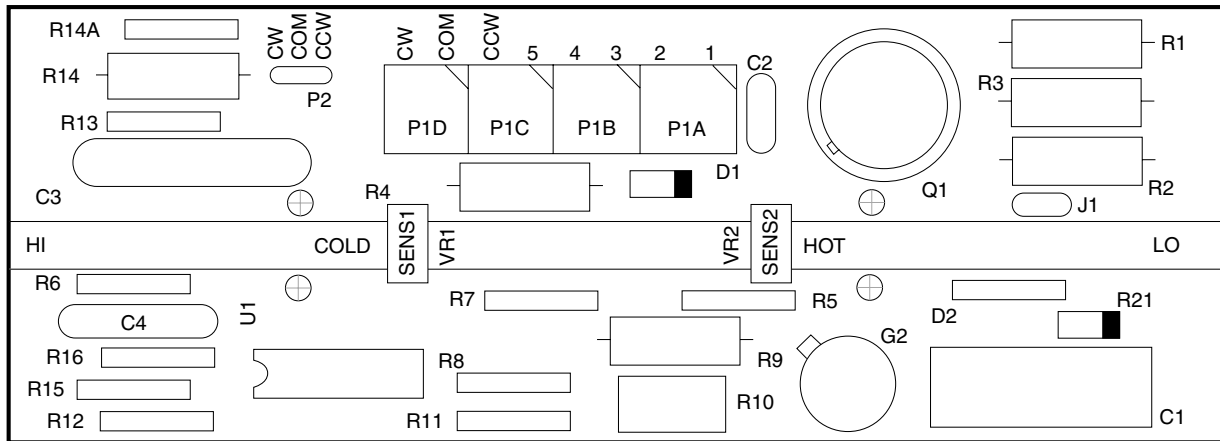 R14A
CW
COM
CCW
CW
COM
CCW
5
4
3
2
1
C2
R1
R14
P2
R3
R13
P1D
P1C
P1B
P1A
D1
C3
R4
Q1
R2
J1
HI
COLD
SENS1
VR1
VR2
SENS2
HOT
LO
R6
R7
R5
D2
R21
C4
U1
G2
R16
R8
R9
R15
R10
R12
R11
C1